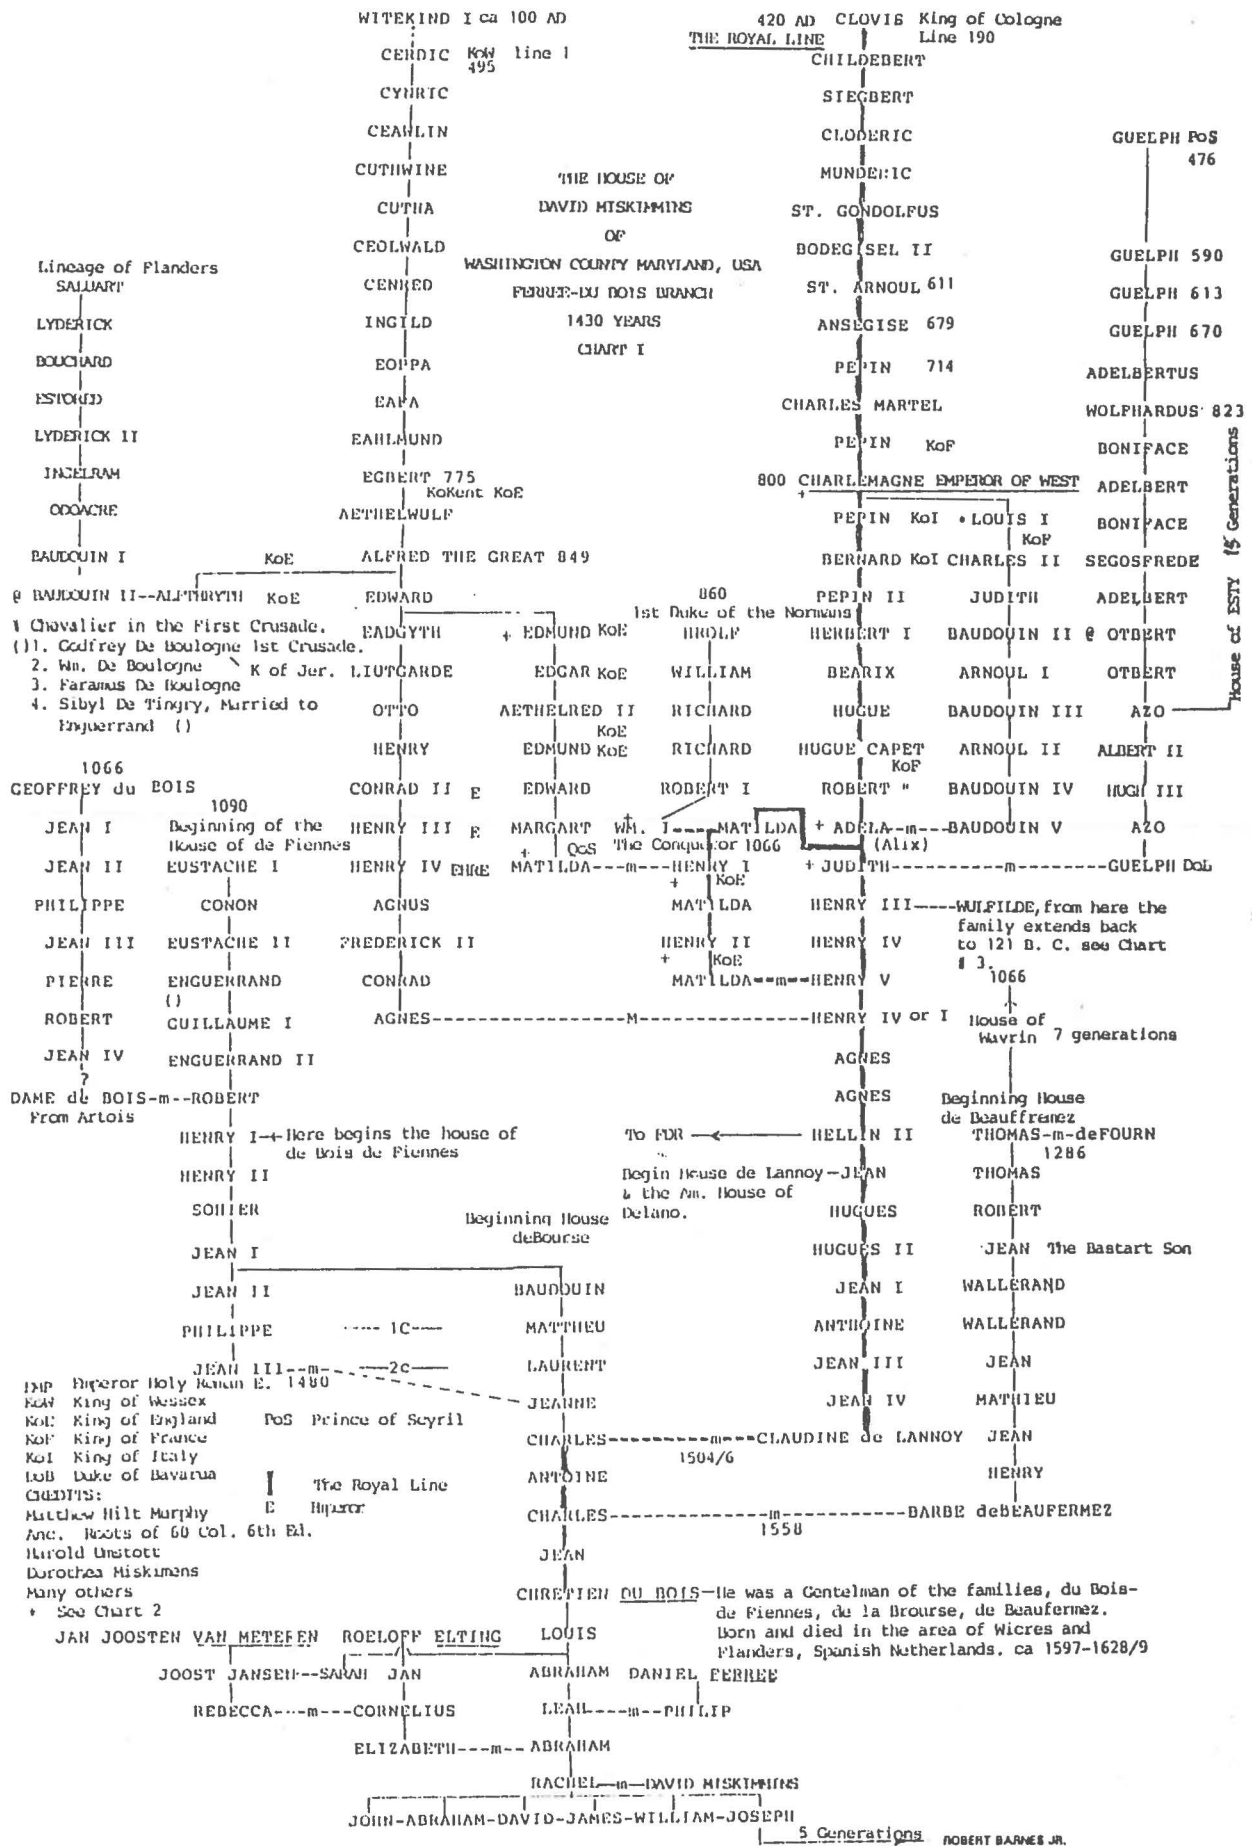 WITEKIND I ca 100 AD
CERDIC KoW line 1
495
CYNRIC
CEAWLIN
CUTHWINE
CUTHA
CEOLWALD
CENRED
INGILD
EOPPA
EAFA
EAHLMUND
EGBERT 775
KoKent KoE
AETHELWULF
ALFRED THE GREAT 849
KoE
EDWARD
EADGYTH
LIUTGARDE
OTTO
HENRY
CONRAD II E
HENRY III E
HENRY IV EHRE
AGNUS
FREDERICK II
CONRAD
AGNES---M---HENRY IV or I
THE HOUSE OF
DAVID MISKIMMINS
OF
WASHINGTON COUNTY MARYLAND, USA
FERREE-DU BOIS BRANCH
1430 YEARS
CHART I
420 AD CLOVIS King of Cologne
THE ROYAL LINE Line 190
CHILDEBERT
SIEGBERT
CLODERIC
MUNDERIC
ST. GONDOLFUS
BODEGISEL II
ST. ARNOUL 611
ANSEGISE 679
PEPIN 714
CHARLES MARTEL
PEPIN KoF
800 CHARLEMAGNE EMPEROR OF WEST
+
PEPIN KoI
BERNARD KoI
PEPIN II
HERBERT I
BEARIX
HUGUE
HUGUE CAPET
KoF
ROBERT "
+ ADELA--m---BAUDOUIN V
(Alix)
+ JUDITH---m---GUELPH DoL
HENRY III----WULFILDE, from here the
family extends back
to 121 B. C. see Chart
# 3.
HENRY IV
HENRY V
AGNES
AGNES
To FDR HELLIN II
Begin House de Lannoy-JEAN
& the Am. House of
Delano.
HUGUES
HUGUES II
JEAN I
ANTHOINE
JEAN III
JEAN IV
LOUIS I
KoF
CHARLES II
JUDITH
BAUDOUIN II @
ARNOUL I
BAUDOUIN III
ARNOUL II
BAUDOUIN IV
GUELPH PoS
476
GUELPH 590
GUELPH 613
GUELPH 670
ADELBERTUS
WOLPHARDUS 823
BONIFACE
ADELBERT
BONIFACE
SEGOSFREDE
ADELBERT
OTBERT
OTBERT
AZO
ALBERT II
HUGH III
AZO
House of ESTY 15 Generations
Lineage of Flanders
SALUART
LYDERICK
BOUCHARD
ESTORED
LYDERICK II
INGELRAM
ODOACRE
BAUDOUIN I
@ BAUDOUIN II--ALFTHRYTH KoE
# Chevalier in the First Crusade.
()1. Godfrey De Boulogne 1st Crusade.
2. Wm. De Boulogne K of Jer.
3. Faramus De Boulogne
4. Sibyl De Tingry, Married to
Enguerrand ()
+ EDMUND KoE
EDGAR KoE
AETHELRED II
KoE
EDMUND KoE
EDWARD
MARGART
+ QoS
MATILDA---m---HENRY I
+ KoE
860
1st Duke of the Normans
HROLF
WILLIAM
RICHARD
RICHARD
ROBERT I
+
WM. I----MATILDA
The Conqueror 1066
MATILDA
HENRY II
+ KoE
MATILDA--m--HENRY V
1066
GEOFFREY du BOIS
JEAN I
JEAN II
PHILIPPE
JEAN III
PIERRE
ROBERT
JEAN IV
?
DAME de BOIS-m--ROBERT
From Artois
1090
Beginning of the
House of de Fiennes
EUSTACHE I
CONON
EUSTACHE II
ENGUERRAND
()
GUILLAUME I
ENGUERRAND II
HENRY I-+-Here begins the house of
de Bois de Fiennes
HENRY II
SOHIER
JEAN I
JEAN II
PHILIPPE ----- 1C----
JEAN III--m- --2c--
1480
Beginning House
deBourse
BAUDOUIN
MATTHEU
LAURENT
JEANNE
CHARLES---m---CLAUDINE de LANNOY
1504/6
ANTOINE
CHARLES---m---BARBE deBEAUFERMEZ
1558
JEAN
1066
House of
Wavrin 7 generations
Beginning House
de Beauffremez
THOMAS-m-deFOURN
1286
THOMAS
ROBERT
JEAN The Bastart Son
WALLERAND
WALLERAND
JEAN
MATHIEU
JEAN
HENRY
IMP Emperor Holy Roman E.
KoW King of Wessex
KoE King of England PoS Prince of Scyril
KoF King of France
KoI King of Italy
DoB Duke of Bavarua
The Royal Line
E Emperor
CREDITS:
Matthew Hilt Murphy
Anc. Roots of 60 Col. 6th Ed.
Harold Unstott
Dorothea Miskimens
Many others
+ See Chart 2
CHRETIEN DU BOIS-He was a Gentelman of the families, du Bois-
de Fiennes, de la Brourse, de Beaufermez.
Born and died in the area of Wicres and
Flanders, Spanish Netherlands. ca 1597-1628/9
JAN JOOSTEN VAN METEREN ROELOFF ELTING LOUIS
JOOST JANSEN--SARAH JAN ABRAHAM DANIEL FERREE
REBECCA----m---CORNELIUS LEAH----m--PHILIP
ELIZABETH---m-- ABRAHAM
RACHEL--m-DAVID MISKIMMINS
JOHN-ABRAHAM-DAVID-JAMES-WILLIAM-JOSEPH
5 Generations ROBERT BARNES JR.